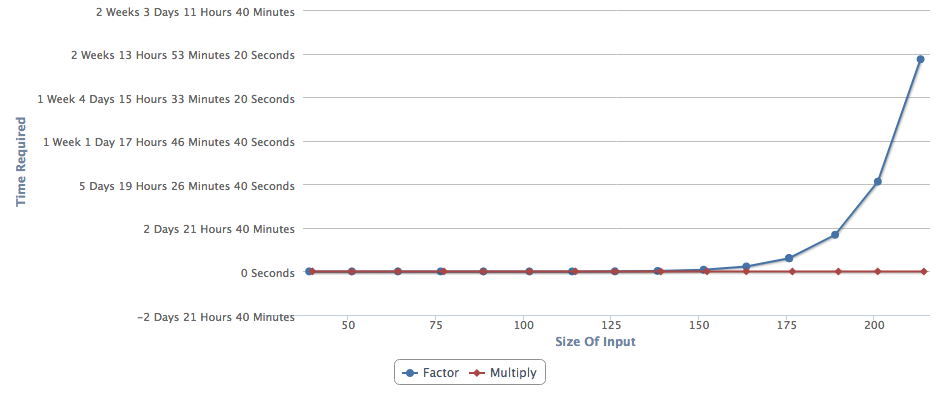 2 Weeks 3 Days 11 Hours 40 Minutes
2 Weeks 13 Hours 53 Minutes 20 Seconds
1 Week 4 Days 15 Hours 33 Minutes 20 Seconds
1 Week 1 Day 17 Hours 46 Minutes 40 Seconds
5 Days 19 Hours 26 Minutes 40 Seconds
2 Days 21 Hours 40 Minutes
0 Seconds
-2 Days 21 Hours 40 Minutes
Time Required
50 75 100 125 150 175 200
Size Of Input
Factor Multiply